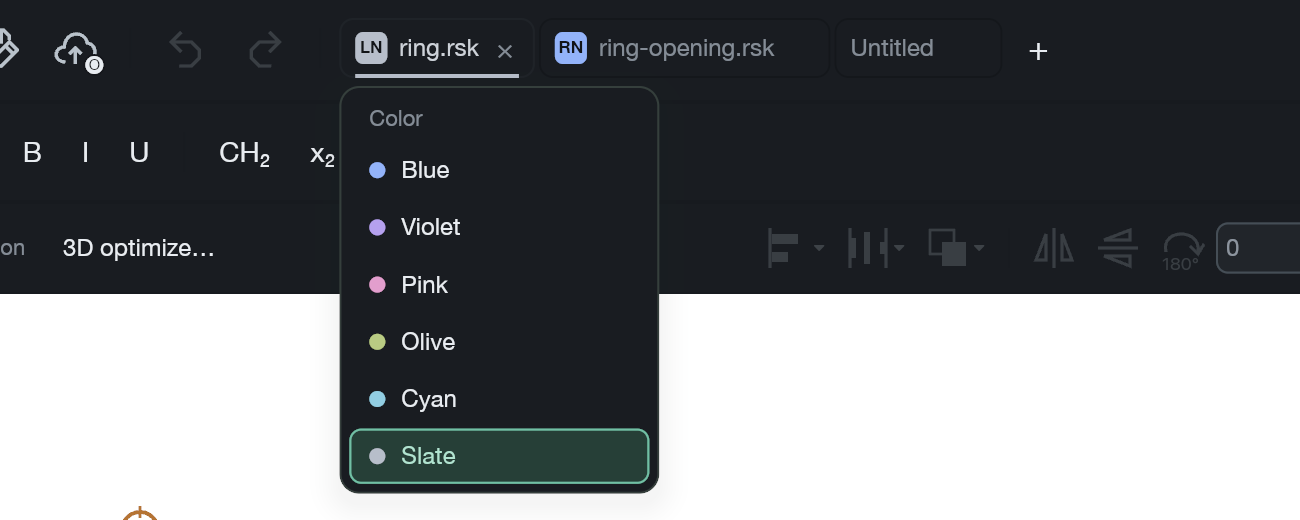 LN ring.rsk × RN ring-opening.rsk Untitled +
Color
B I U CH₂ x₂
Blue
Violet
on 3D optimize... 180° 0
Pink
Olive
Cyan
Slate